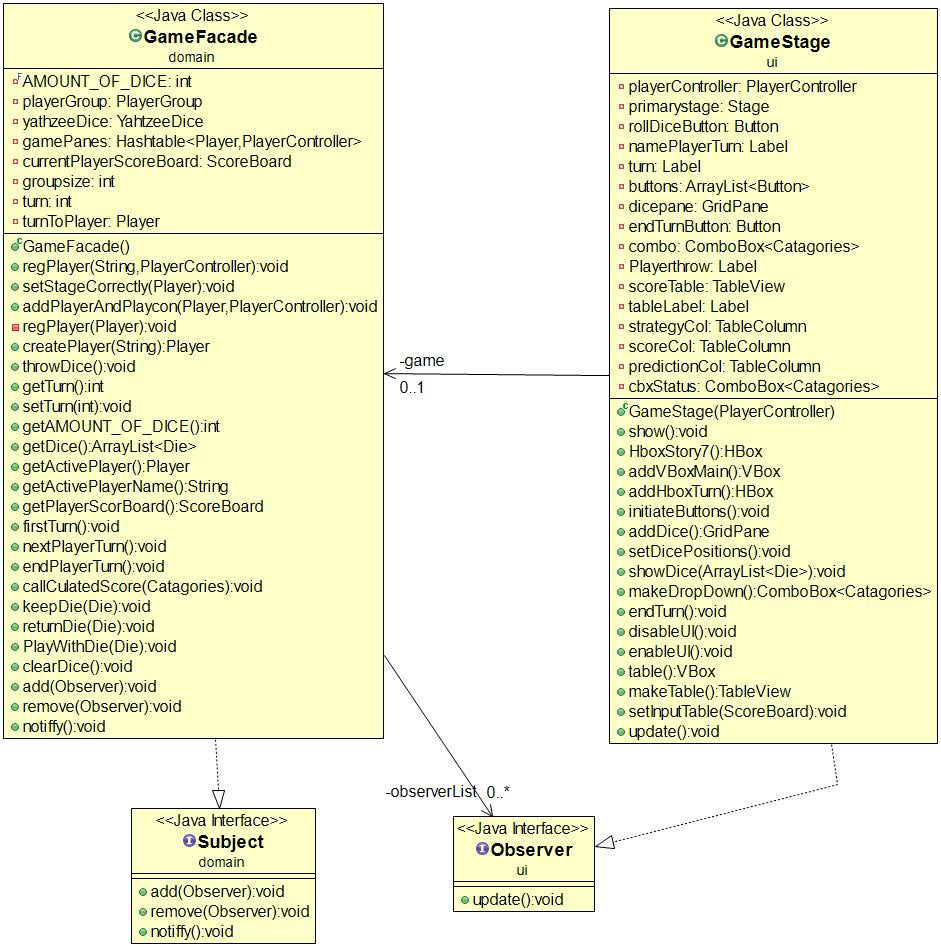 <<Java Class>>
GameFacade
domain
AMOUNT_OF_DICE: int
playerGroup: PlayerGroup
yathzeeDice: YahtzeeDice
gamePanes: Hashtable<Player,PlayerController>
currentPlayerScoreBoard: ScoreBoard
groupsize: int
turn: int
turnToPlayer: Player
GameFacade()
regPlayer(String,PlayerController):void
setStageCorrectly(Player):void
addPlayerAndPlaycon(Player,PlayerController):void
regPlayer(Player):void
createPlayer(String):Player
throwDice():void
getTurn():int
setTurn(int):void
getAMOUNT_OF_DICE():int
getDice():ArrayList<Die>
getActivePlayer():Player
getActivePlayerName():String
getPlayerScorBoard():ScoreBoard
firstTurn():void
nextPlayerTurn():void
endPlayerTurn():void
callCulatedScore(Catagories):void
keepDie(Die):void
returnDie(Die):void
PlayWithDie(Die):void
clearDice():void
add(Observer):void
remove(Observer):void
notiffy():void
-game
0..1
<<Java Class>>
GameStage
ui
playerController: PlayerController
primarystage: Stage
rollDiceButton: Button
namePlayerTurn: Label
turn: Label
buttons: ArrayList<Button>
dicepane: GridPane
endTurnButton: Button
combo: ComboBox<Catagories>
Playerthrow: Label
scoreTable: TableView
tableLabel: Label
strategyCol: TableColumn
scoreCol: TableColumn
predictionCol: TableColumn
cbxStatus: ComboBox<Catagories>
GameStage(PlayerController)
show():void
HboxStory7():HBox
addVBoxMain():VBox
addHboxTurn():HBox
initiateButtons():void
addDice():GridPane
setDicePositions():void
showDice(ArrayList<Die>):void
makeDropDown():ComboBox<Catagories>
endTurn():void
disableUI():void
enableUI():void
table():VBox
makeTable():TableView
setInputTable(ScoreBoard):void
update():void
-observerList 0..*
<<Java Interface>>
Subject
domain
add(Observer):void
remove(Observer):void
notiffy():void
<<Java Interface>>
Observer
ui
update():void